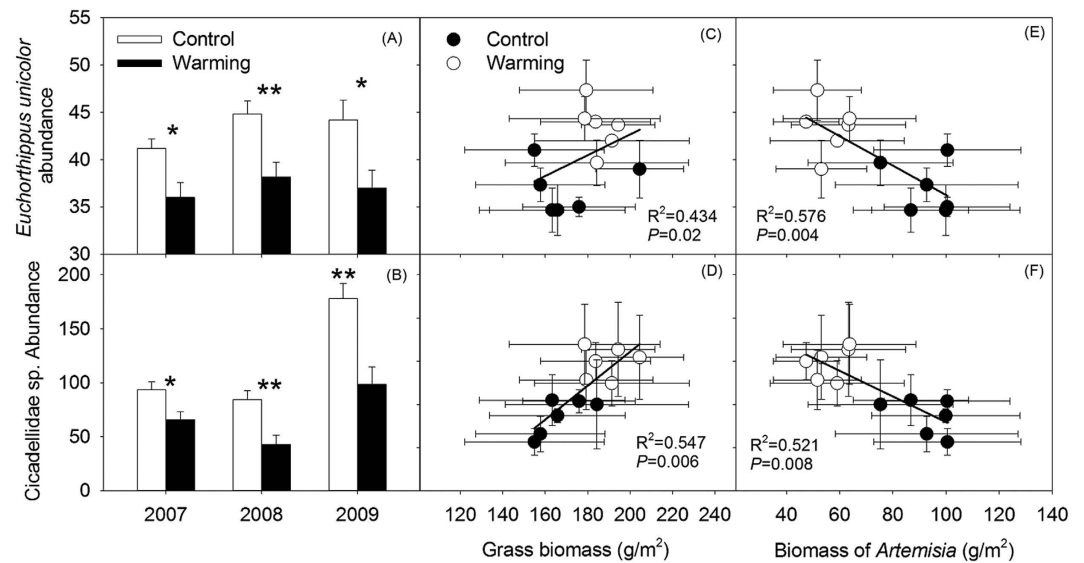 Euchorthippus unicolor
abundance
55
50
45
40
35
30
Control
Warming
(A)
*
**
*
Control
Warming
(C)
R²=0.434
P=0.02
(E)
R²=0.576
P=0.004
Cicadellidae sp. Abundance
200
150
100
50
0
(B)
*
**
**
2007
2008
2009
(D)
R²=0.547
P=0.006
120 140 160 180 200 220 240
Grass biomass (g/m²)
(F)
R²=0.521
P=0.008
40 60 80 100 120 140
Biomass of Artemisia (g/m²)